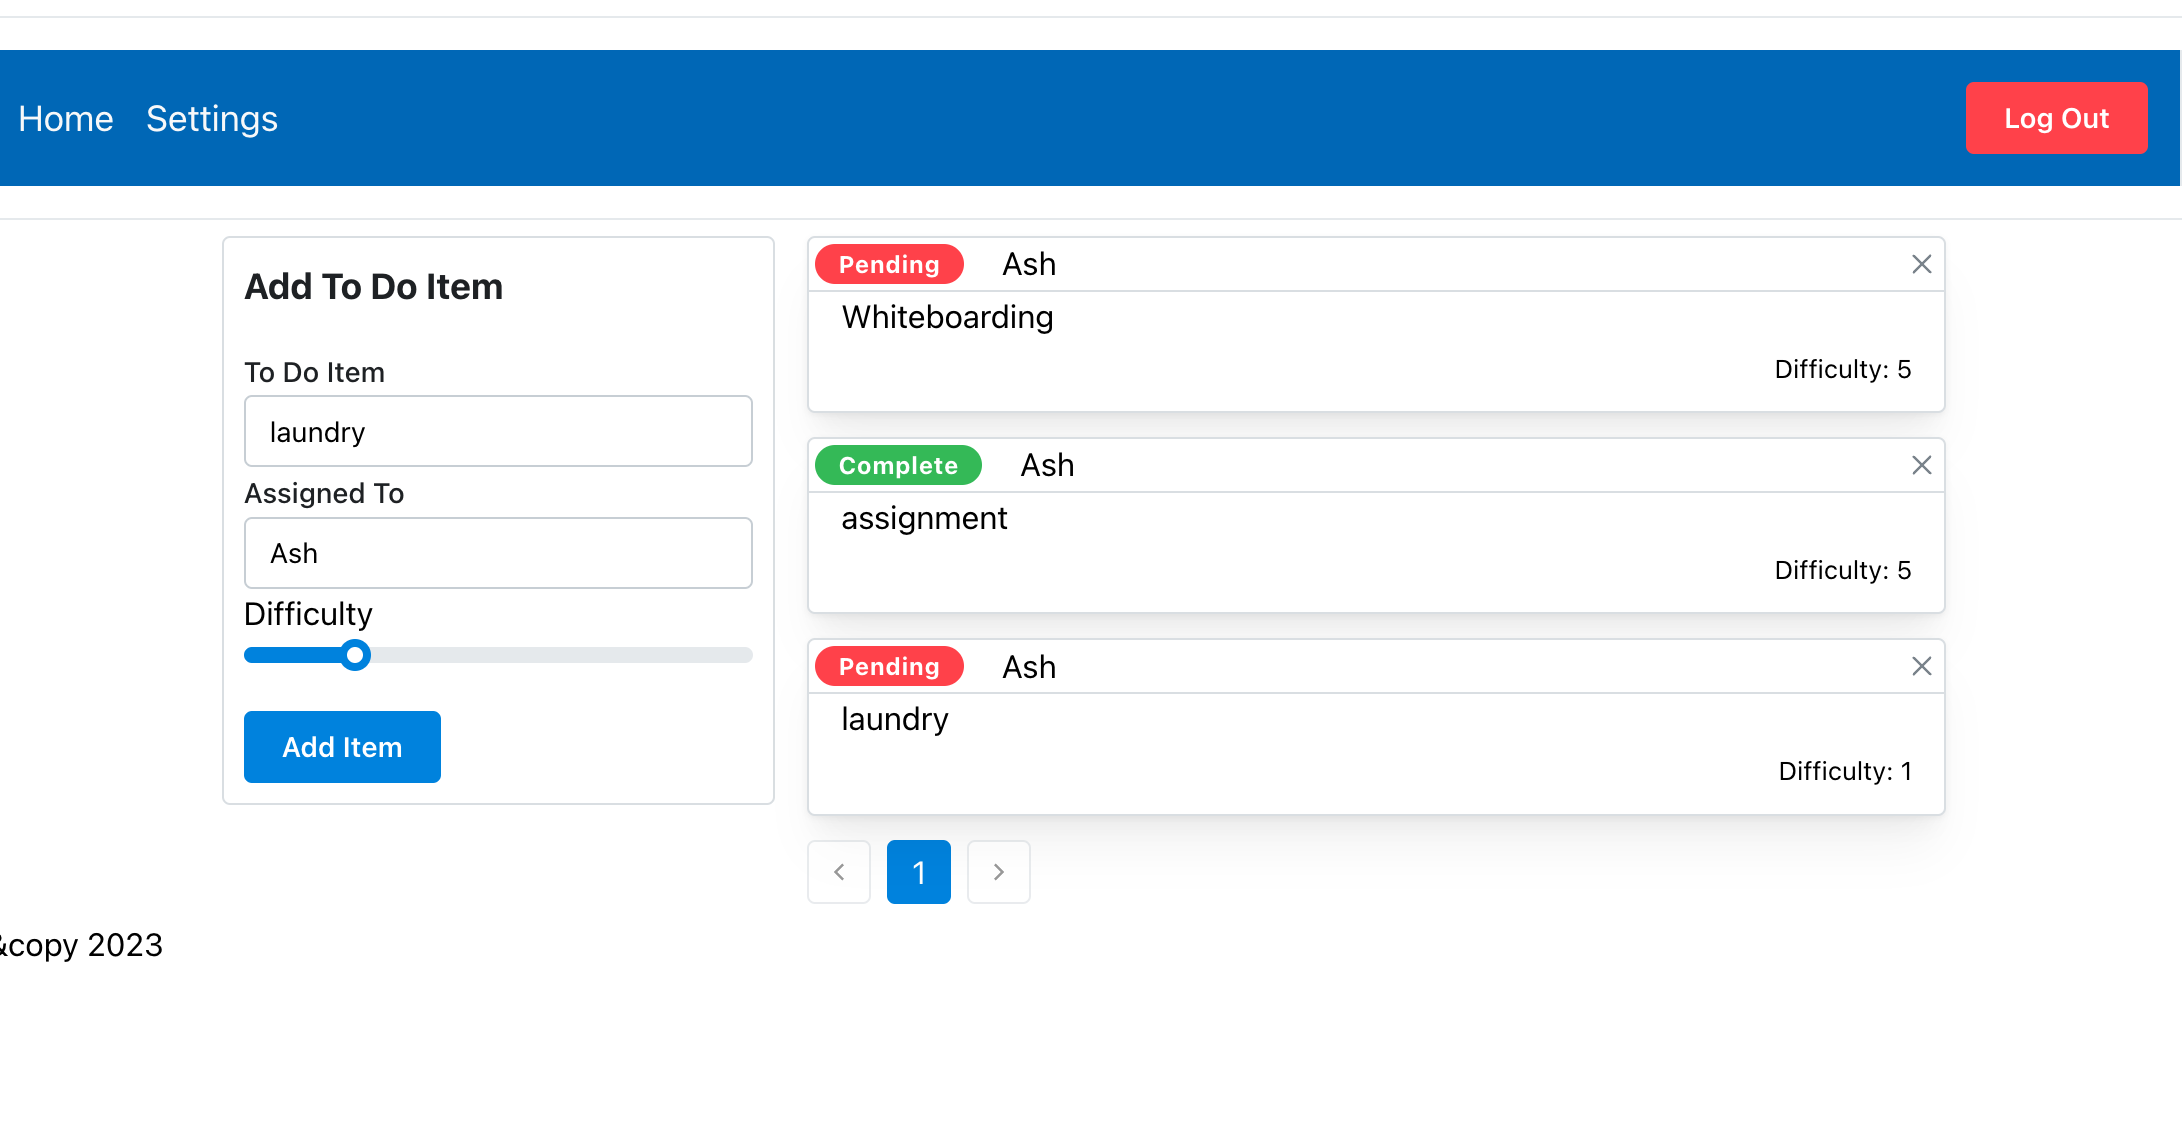 Home Settings Log Out
Add To Do Item
To Do Item
laundry
Assigned To
Ash
Difficulty
Add Item
Pending Ash
Whiteboarding
Difficulty: 5
Complete Ash
assignment
Difficulty: 5
Pending Ash
laundry
Difficulty: 1
1
&copy 2023